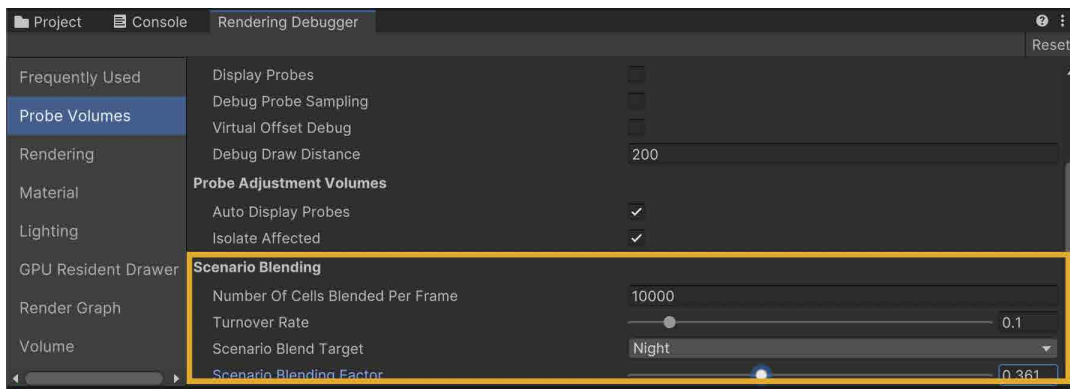 Project Console Rendering Debugger
Reset
Frequently Used
Probe Volumes
Rendering
Material
Lighting
GPU Resident Drawer
Render Graph
Volume
Display Probes
Debug Probe Sampling
Virtual Offset Debug
Debug Draw Distance 200
Probe Adjustment Volumes
Auto Display Probes
Isolate Affected
Scenario Blending
Number Of Cells Blended Per Frame 10000
Turnover Rate 0.1
Scenario Blend Target Night
Scenario Blending Factor 0.361